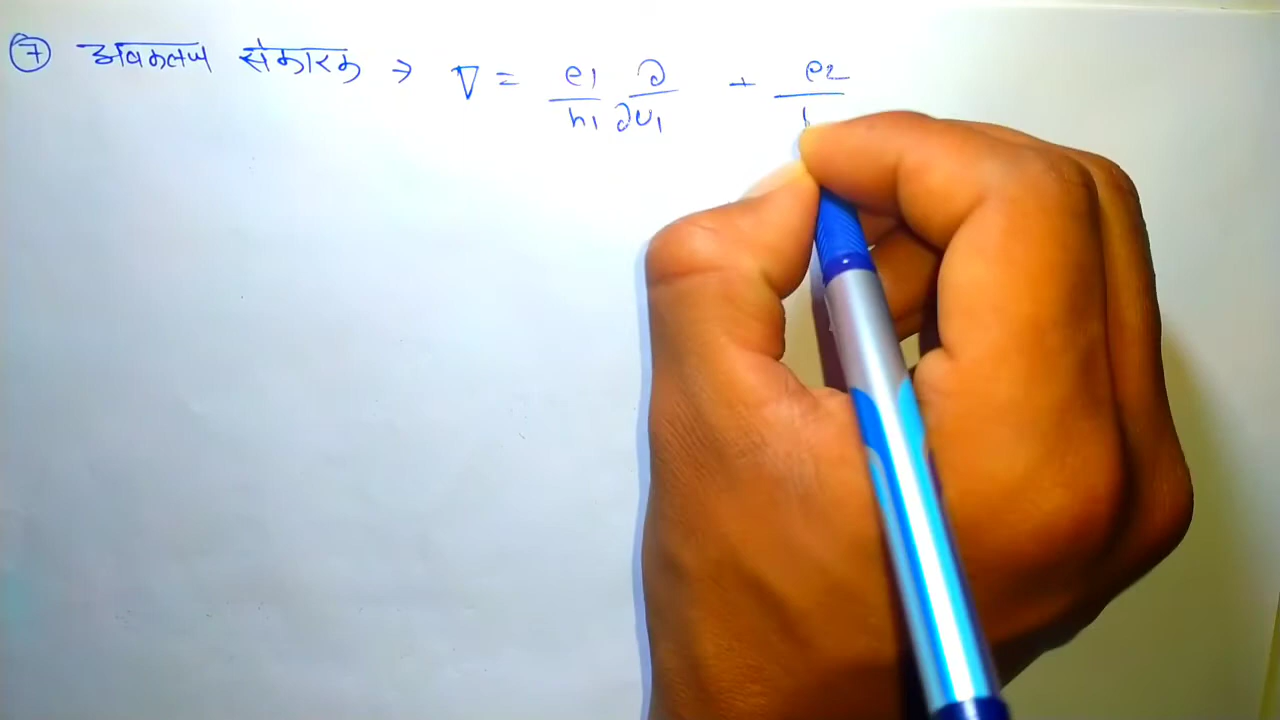 ⑦ अवकलन संकारक → ∇ = e1/h1 ∂/∂u1 + e2/h